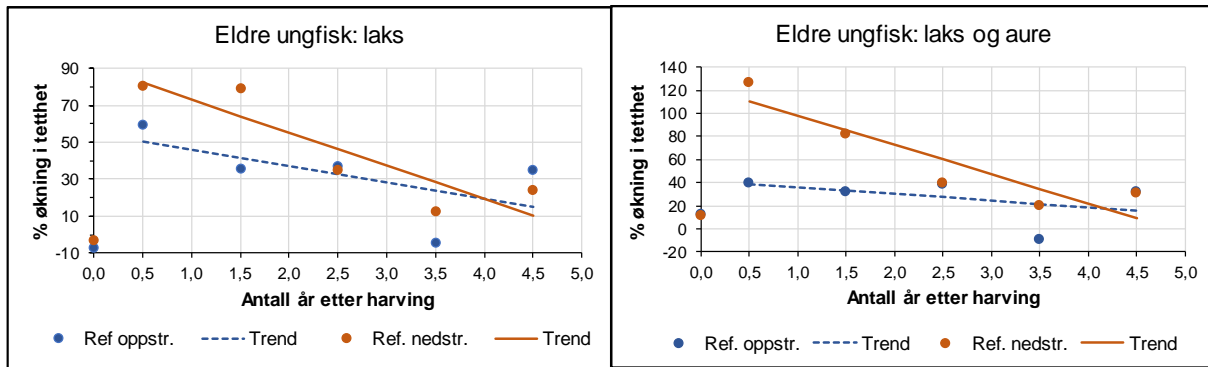 Eldre ungfisk: laks
% økning i tetthet
90
70
50
30
10
-10
0,0 0,5 1,0 1,5 2,0 2,5 3,0 3,5 4,0 4,5 5,0
Antall år etter harving
Ref oppstr. Trend Ref. nedstr. Trend
Eldre ungfisk: laks og aure
% økning i tetthet
140
120
100
80
60
40
20
0
-20
0,0 0,5 1,0 1,5 2,0 2,5 3,0 3,5 4,0 4,5 5,0
Antall år etter harving
Ref. oppstr. Trend Ref. nedstr. Trend